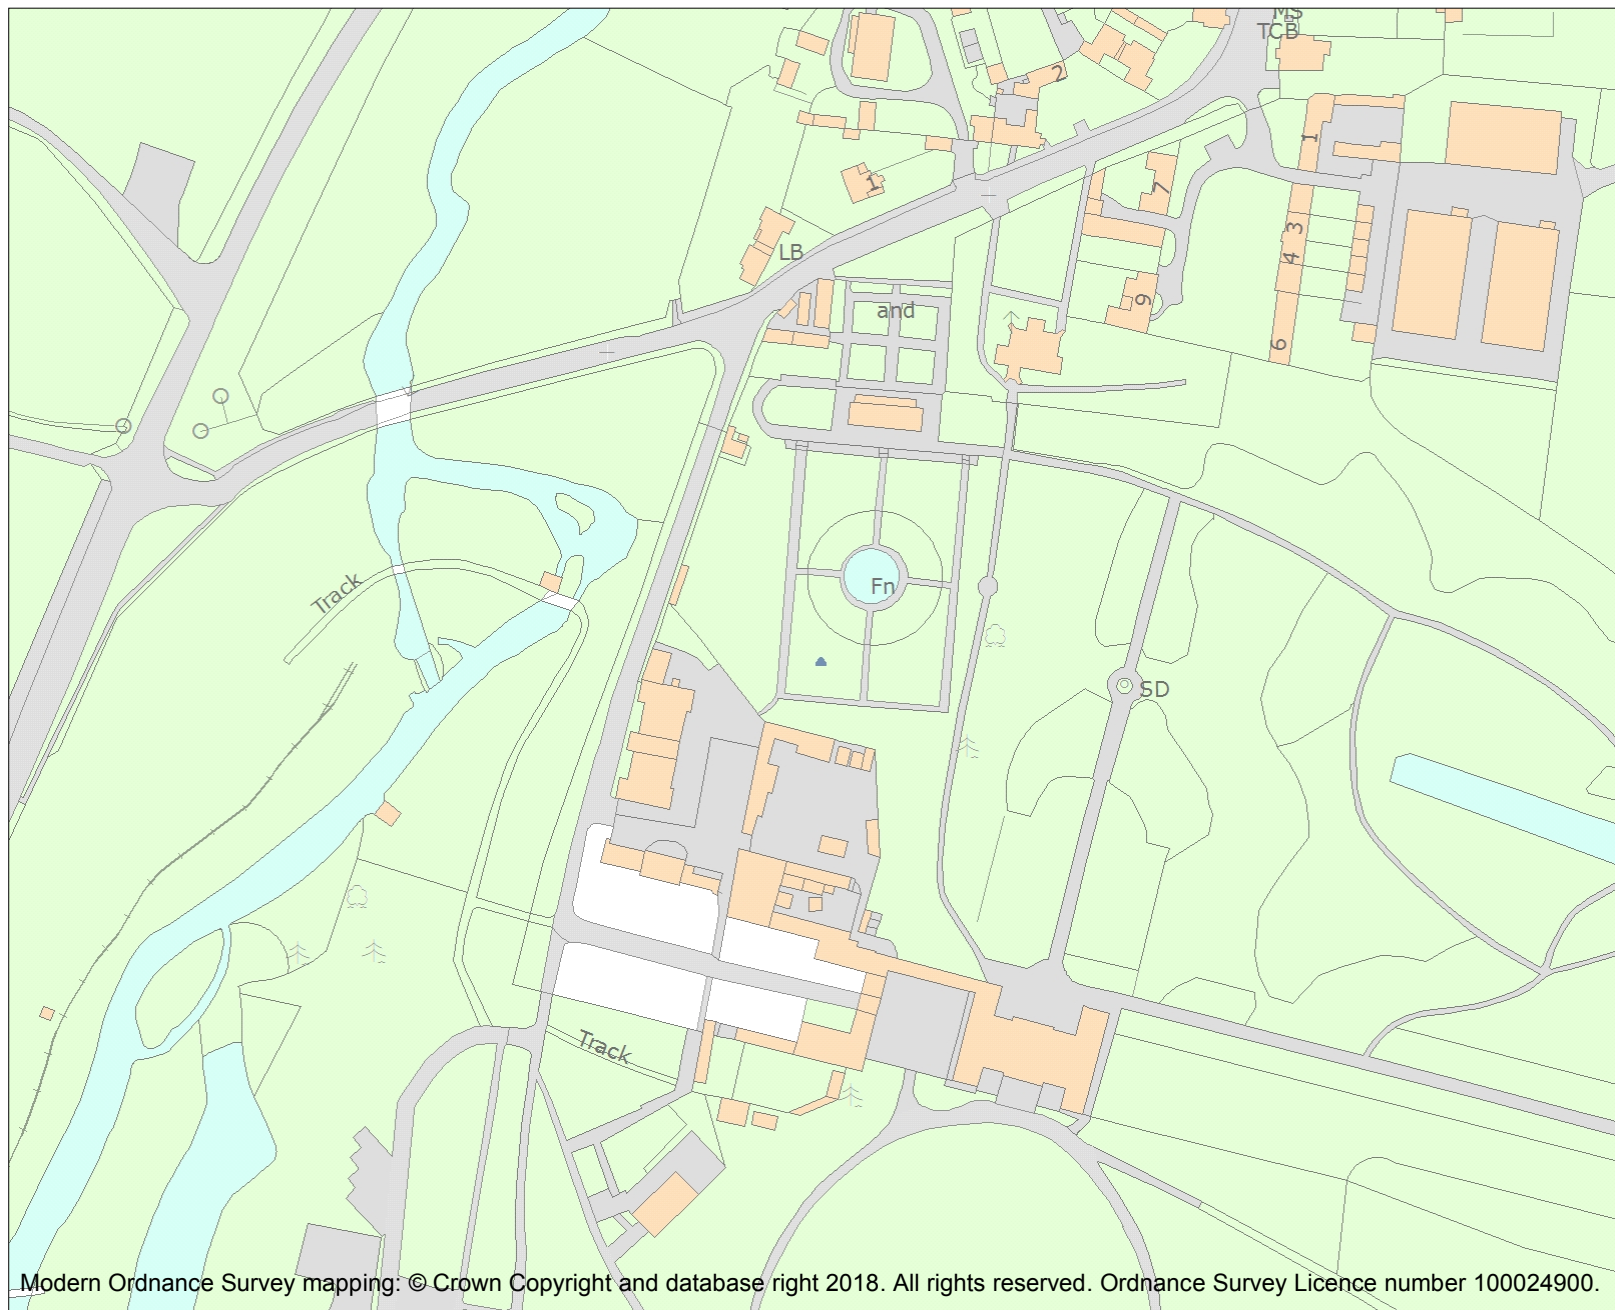 MS
TCB
2
1
1
7
LB
3
4
and
9
6
Fn
Track
SD
Track
Modern Ordnance Survey mapping: © Crown Copyright and database right 2018. All rights reserved. Ordnance Survey Licence number 100024900.